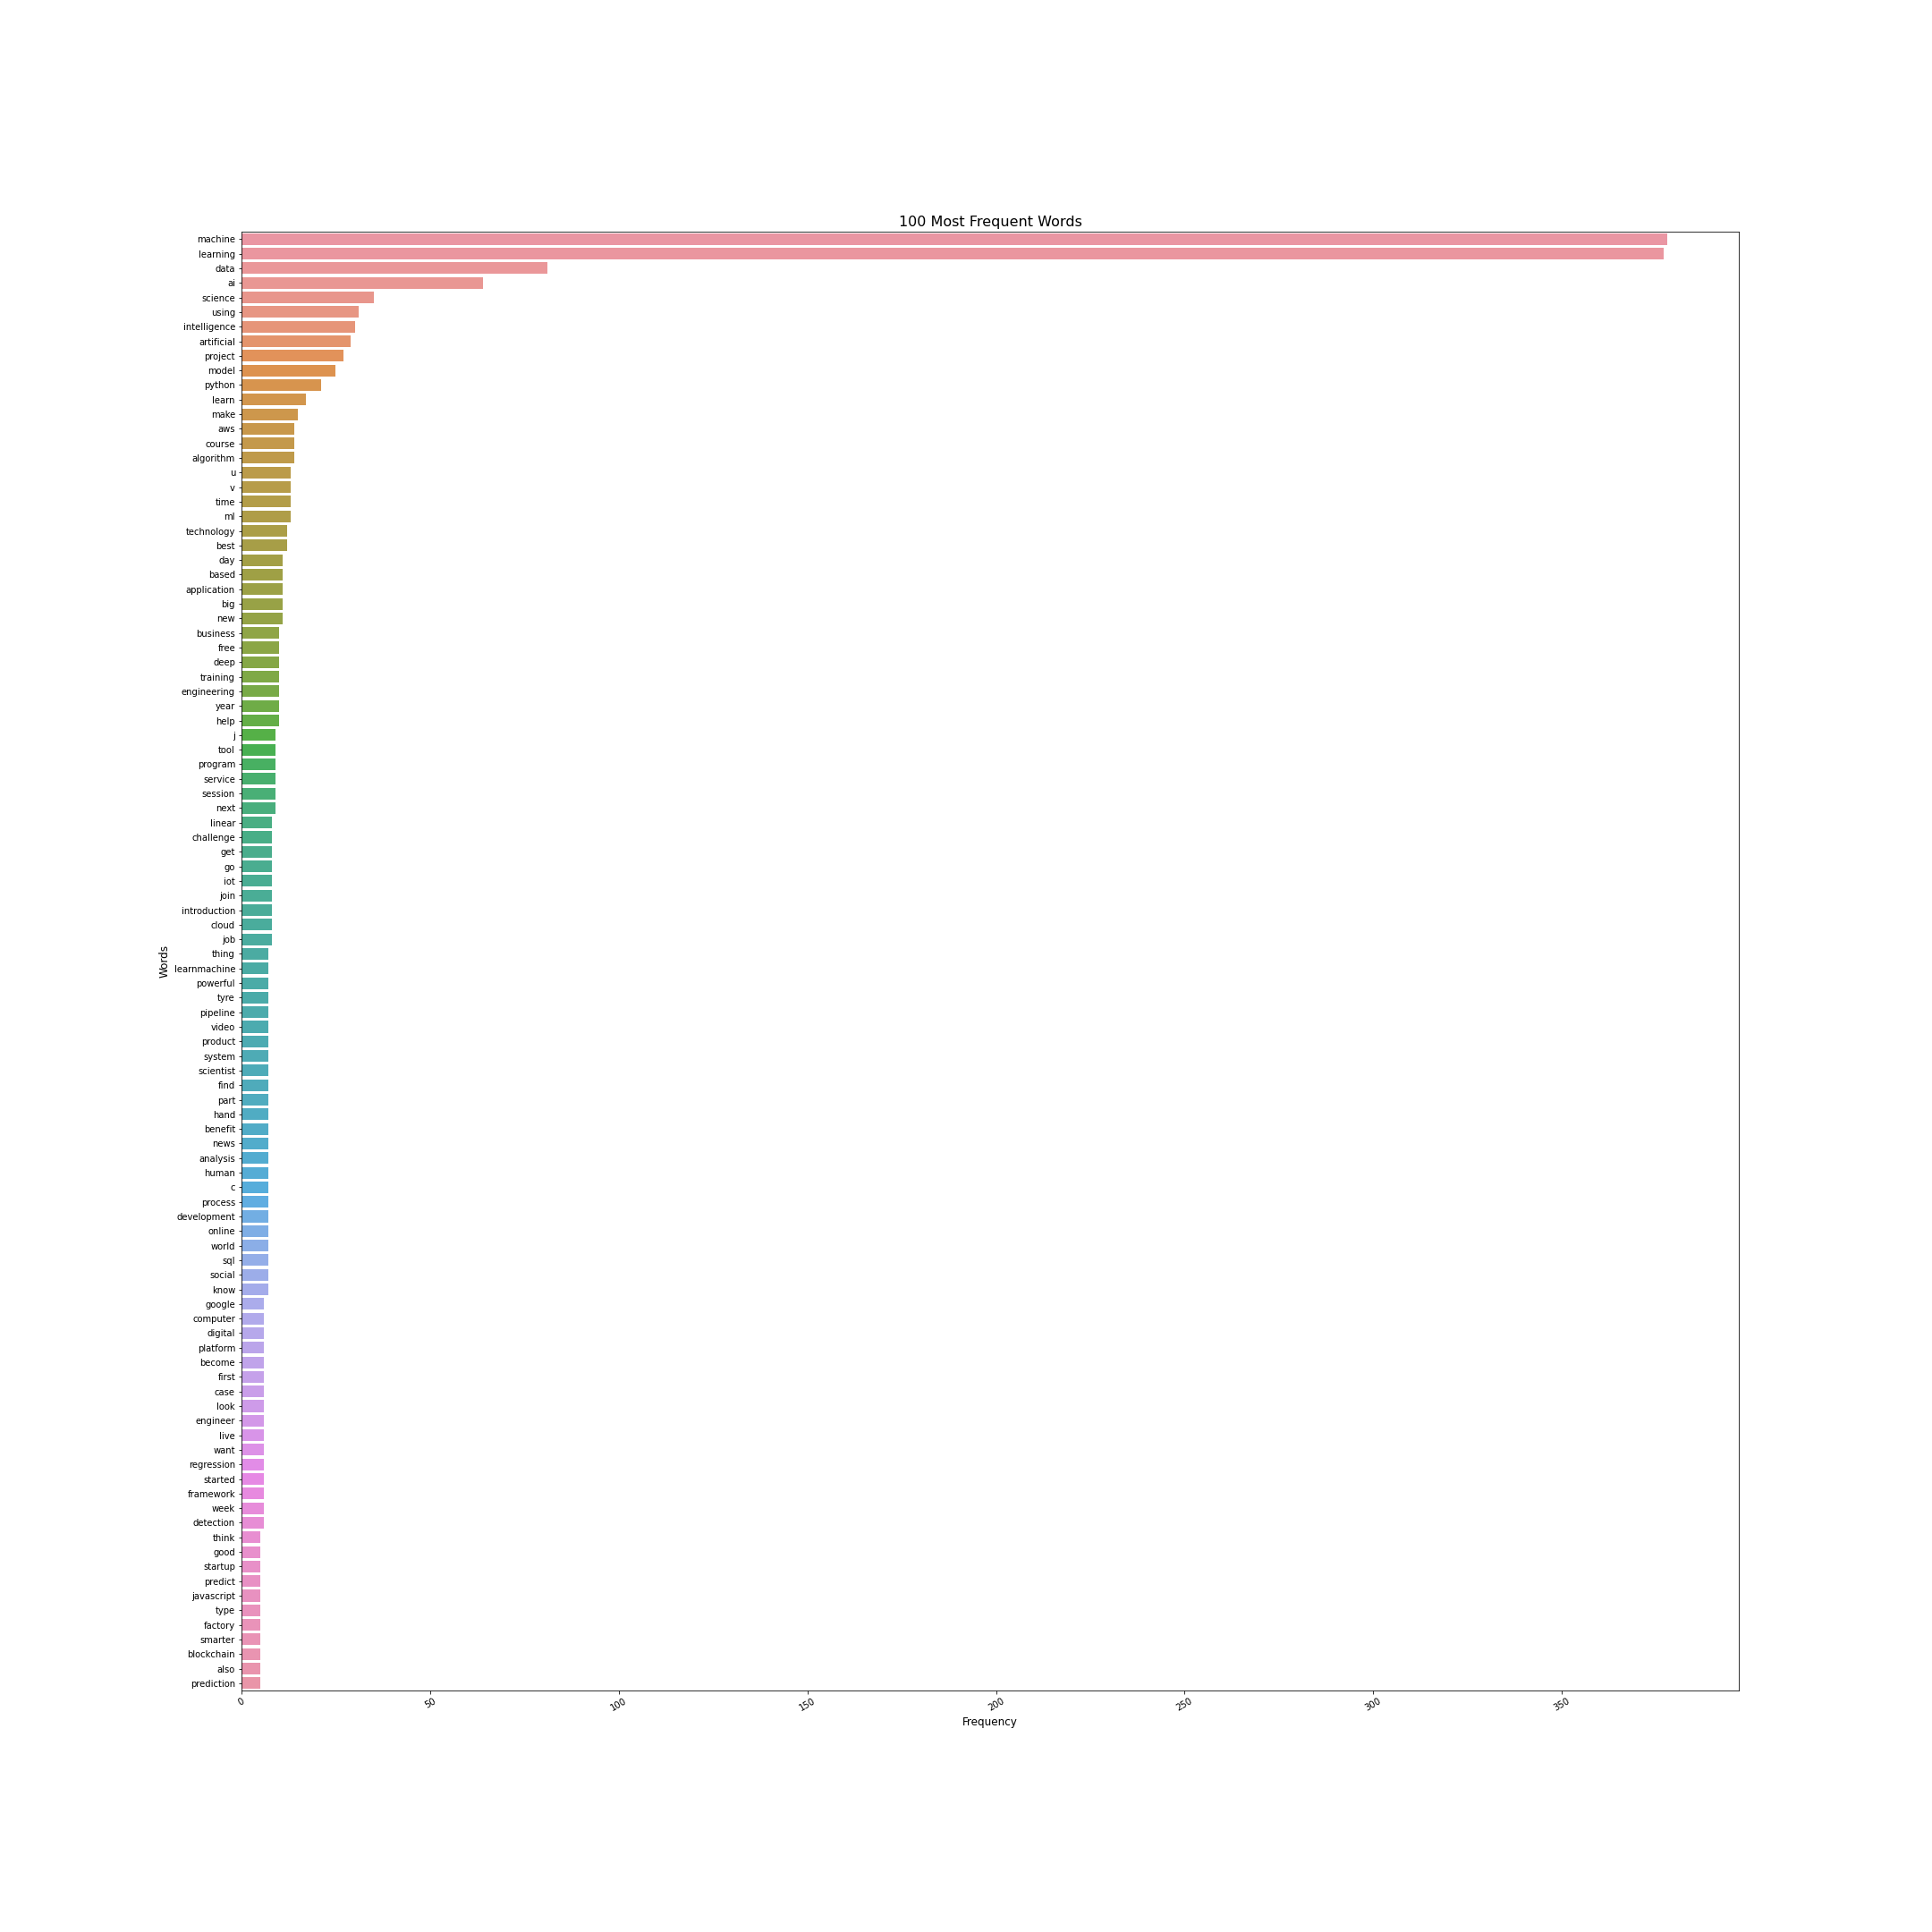 100 Most Frequent Words
machine
learning
data
ai
science
using
intelligence
artificial
project
model
python
learn
make
aws
course
algorithm
u
v
time
ml
technology
best
day
based
application
big
new
business
free
deep
training
engineering
year
help
j
tool
program
service
session
next
linear
challenge
get
go
iot
join
introduction
cloud
job
thing
learnmachine
powerful
tyre
pipeline
video
product
system
scientist
find
part
hand
benefit
news
analysis
human
c
process
development
online
world
sql
social
know
google
computer
digital
platform
become
first
case
look
engineer
live
want
regression
started
framework
week
detection
think
good
startup
predict
javascript
type
factory
smarter
blockchain
also
prediction
Words
0 50 100 150 200 250 300 350
Frequency